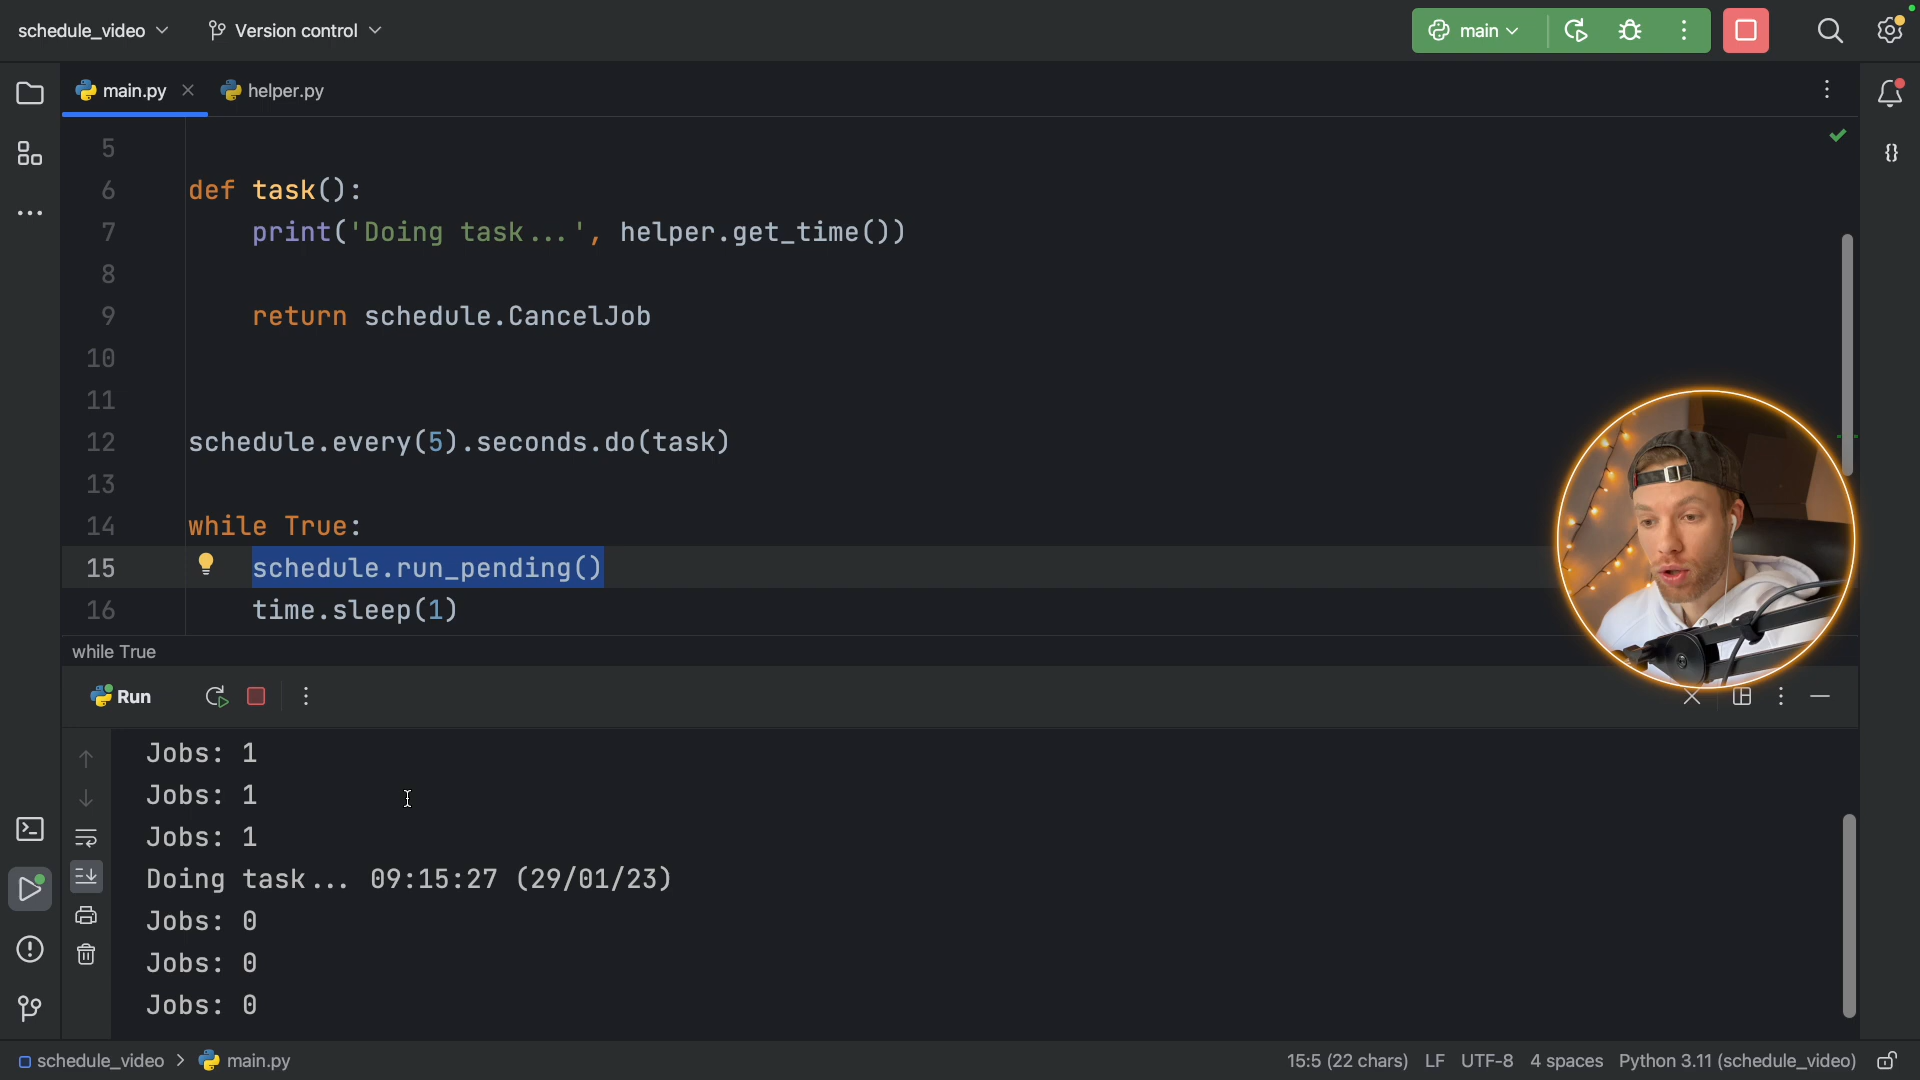 schedule_video Version control main
main.py helper.py
5
6 def task():
7 print('Doing task...', helper.get_time())
8
9 return schedule.CancelJob
10
11
12 schedule.every(5).seconds.do(task)
13
14 while True:
15 schedule.run_pending()
16 time.sleep(1)
while True
Run
Jobs: 1
Jobs: 1
Jobs: 1
Doing task... 09:15:27 (29/01/23)
Jobs: 0
Jobs: 0
Jobs: 0
schedule_video > main.py 15:5 (22 chars) LF UTF-8 4 spaces Python 3.11 (schedule_video)